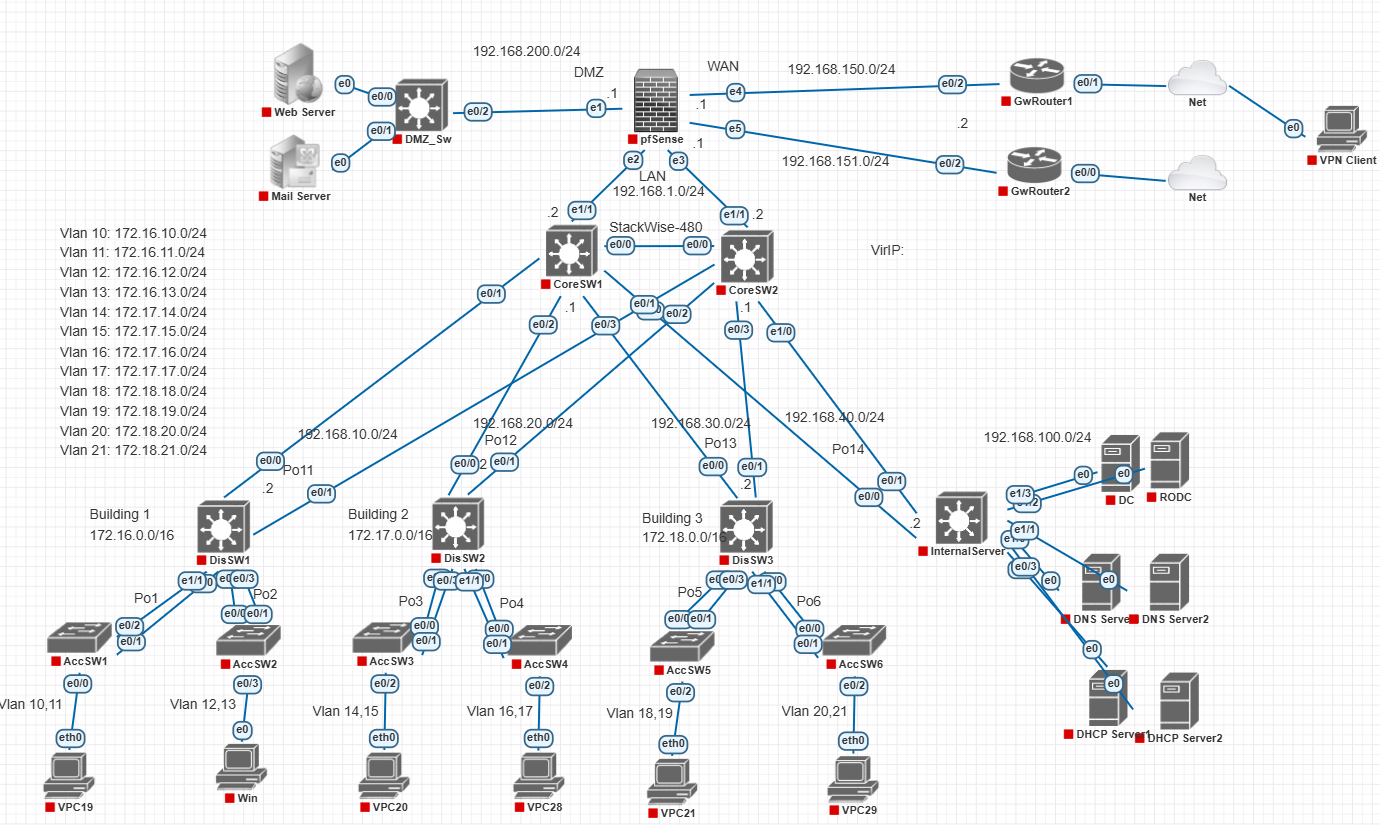 192.168.200.0/24
DMZ
WAN
192.168.150.0/24
e0
e0/0
e0/2
e1
.1
e4
.1
e0/2
e0/1
GwRouter1
Net
Web Server
e0/1
DMZ_Sw
pfSense
e5
.2
e0
VPN Client
e0
.1
192.168.151.0/24
e0/2
e0/0
Mail Server
e2
e3
LAN
192.168.1.0/24
GwRouter2
Net
.2
e1/1
e1/1
.2
StackWise-480
e0/0
e0/0
VirIP:
Vlan 10: 172.16.10.0/24
Vlan 11: 172.16.11.0/24
Vlan 12: 172.16.12.0/24
Vlan 13: 172.16.13.0/24
Vlan 14: 172.17.14.0/24
Vlan 15: 172.17.15.0/24
Vlan 16: 172.17.16.0/24
Vlan 17: 172.17.17.0/24
Vlan 18: 172.18.18.0/24
Vlan 19: 172.18.19.0/24
Vlan 20: 172.18.20.0/24
Vlan 21: 172.18.21.0/24
CoreSW1
CoreSW2
e0/1
.1
e0/1
.1
e0/2
e0/3
e0/2
e0/3
e1/0
192.168.10.0/24
192.168.20.0/24
192.168.30.0/24
192.168.40.0/24
Po11
Po12
Po13
Po14
192.168.100.0/24
e0/0
.2
e0/1
e0/0
.2
e0/1
e0/0
e0/1
.2
e0/0
e0/1
.2
Building 1
172.16.0.0/16
Building 2
172.17.0.0/16
Building 3
172.18.0.0/16
DisSW1
DisSW2
DisSW3
InternalServer
e1/3
e0
e0
DC
RODC
e1/1
e0/3
e0
e0
DNS Server2
e1/1
e0/3
Po1
Po2
e0/2
e0/1
e0/1
e1/1
Po3
Po4
e0/0
e0/1
e0/0
e0/1
e0/3
e1/1
Po5
Po6
e0/1
e0/0
e0/1
AccSW1
AccSW2
AccSW3
AccSW4
AccSW5
AccSW6
e0
e0
e0/0
e0/3
e0/2
e0/2
e0/2
e0/2
Vlan 12,13
Vlan 14,15
Vlan 16,17
Vlan 18,19
Vlan 20,21
DHCP Server1
DHCP Server2
eth0
e0
eth0
eth0
eth0
eth0
VPC19
Win
VPC20
VPC28
VPC21
VPC29